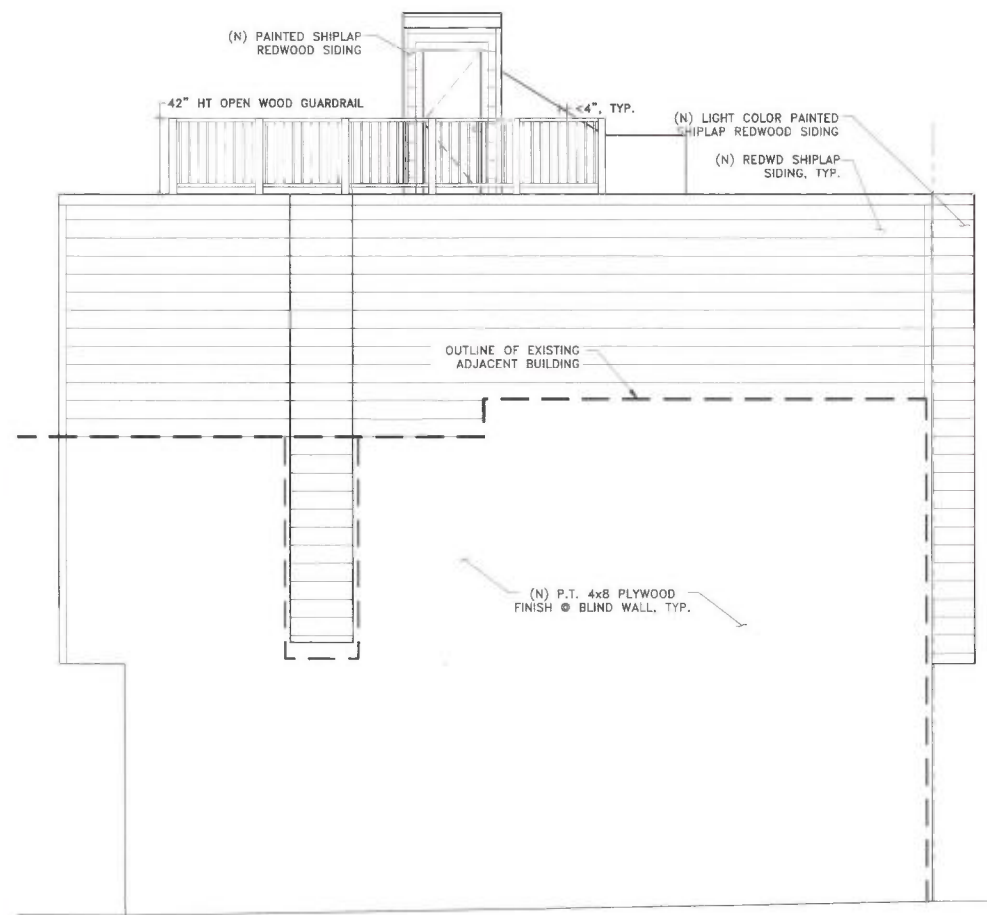 (N) PAINTED SHIPLAP
REDWOOD SIDING
42" HT OPEN WOOD GUARDRAIL
<4", TYP.
(N) LIGHT COLOR PAINTED
SHIPLAP REDWOOD SIDING
(N) REDWD SHIPLAP
SIDING, TYP.
OUTLINE OF EXISTING
ADJACENT BUILDING
(N) P.T. 4x8 PLYWOOD
FINISH @ BLIND WALL, TYP.